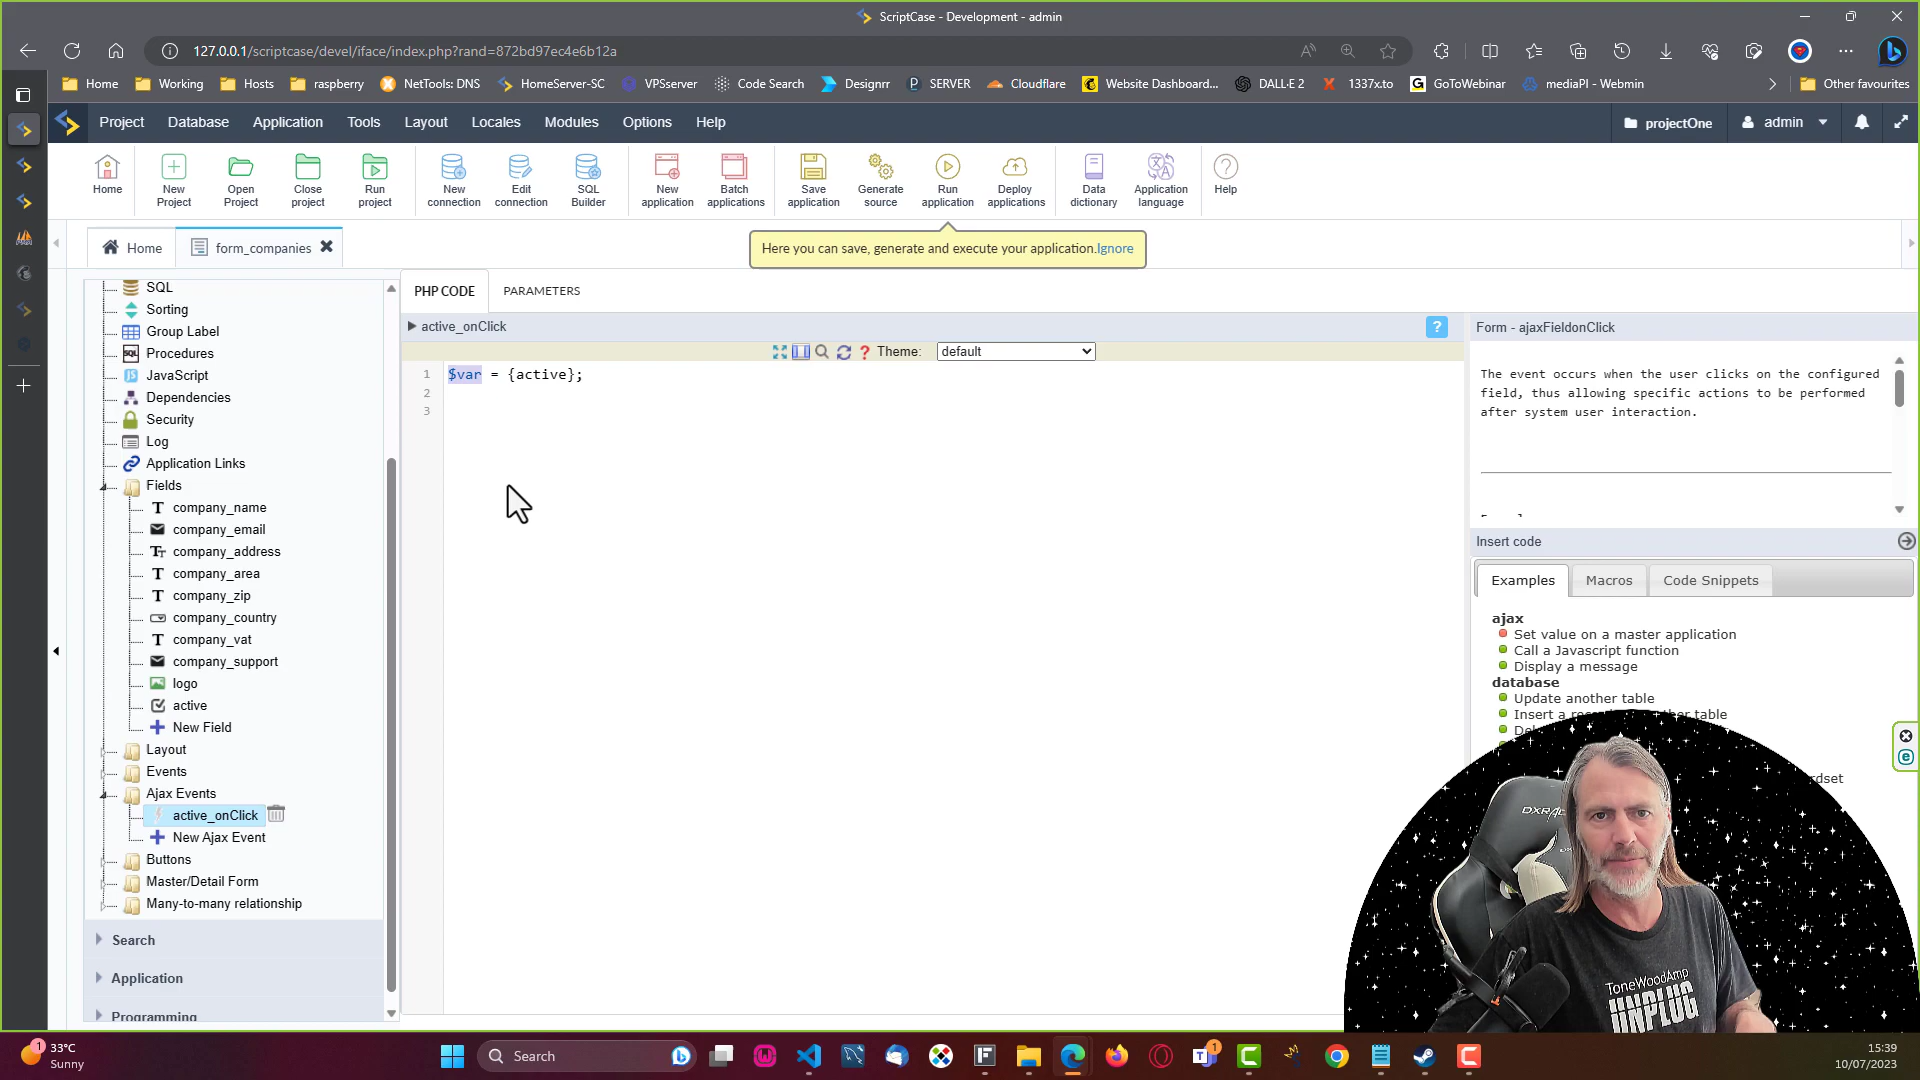 ScriptCase - Development - admin
127.0.0.1/scriptcase/devel/iface/index.php?rand=872bd97ec4e6b12a
Home
Working
Hosts
raspberry
NetTools: DNS
HomeServer-SC
VPSserver
Code Search
Designrr
SERVER
Cloudflare
Website Dashboard...
DALL·E 2
1337x.to
GoToWebinar
mediaPI - Webmin
Other favourites
Project
Database
Application
Tools
Layout
Locales
Modules
Options
Help
projectOne
admin
Home
New Project
Open Project
Close project
Run project
New connection
Edit connection
SQL Builder
New application
Batch applications
Save application
Generate source
Run application
Deploy applications
Data dictionary
Application language
Help
Home
form_companies
Here you can save, generate and execute your application.Ignore
SQL
Sorting
Group Label
Procedures
JavaScript
Dependencies
Security
Log
Application Links
Fields
company_name
company_email
company_address
company_area
company_zip
company_country
company_vat
company_support
logo
active
New Field
Layout
Events
Ajax Events
active_onClick
New Ajax Event
Buttons
Master/Detail Form
Many-to-many relationship
Search
Application
Programming
PHP CODE
PARAMETERS
active_onClick
?
Theme:
default
1 $var = {active};
2
3
Form - ajaxFieldonClick
The event occurs when the user clicks on the configured
field, thus allowing specific actions to be performed
after system user interaction.
Insert code
Examples
Macros
Code Snippets
ajax
Set value on a master application
Call a Javascript function
Display a message
database
Update another table
DXRACER
ToneWoodAmp
UNPLUG
33°C
Sunny
Search
15:39
10/07/2023